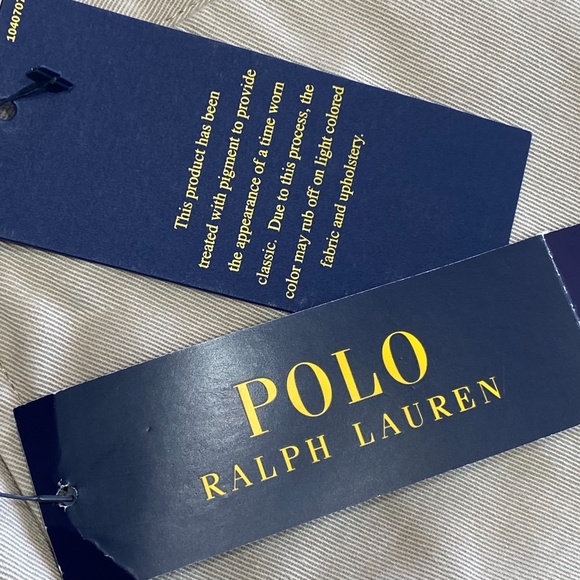 104070
This product has been
treated with pigment to provide
the appearance of a time worn
classic. Due to this process, the
color may rub off on light colored
fabric and upholstery.
POLO
RALPH LAUREN